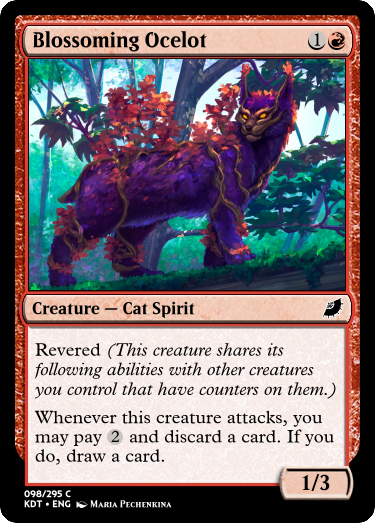 Blossoming Ocelot 1
Creature — Cat Spirit
Revered (This creature shares its
following abilities with other creatures
you control that have counters on them.)
Whenever this creature attacks, you
may pay 2 and discard a card. If you
do, draw a card.
1/3
098/295 C
KDT • ENG Maria Pechenkina